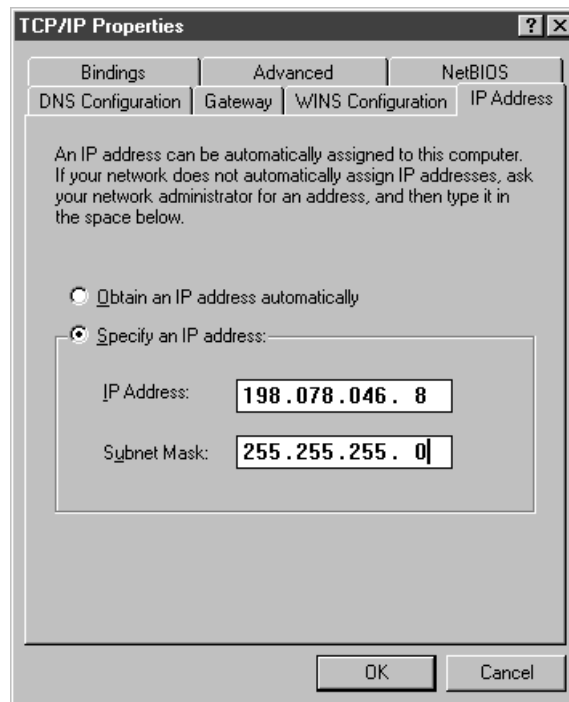 TCP/IP Properties
Bindings Advanced NetBIOS
DNS Configuration Gateway WINS Configuration IP Address
An IP address can be automatically assigned to this computer.
If your network does not automatically assign IP addresses, ask
your network administrator for an address, and then type it in
the space below.
Obtain an IP address automatically
Specify an IP address:
IP Address: 198.078.046. 8
Subnet Mask: 255.255.255. 0
OK Cancel